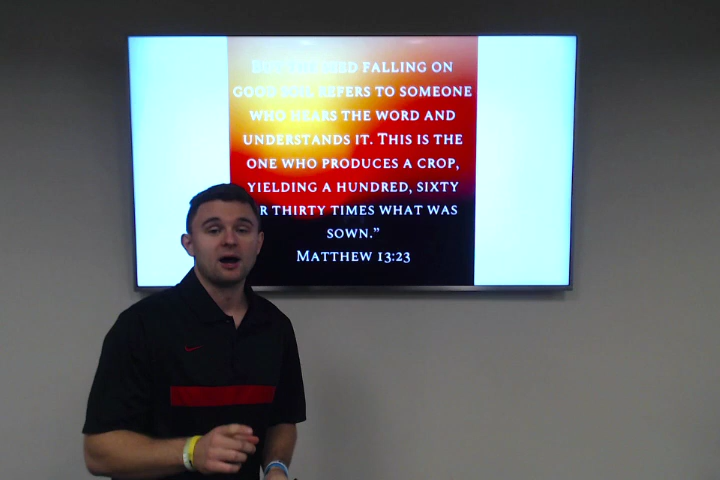 But the seed falling on
good soil refers to someone
who hears the word and
understands it. This is the
one who produces a crop,
yielding a hundred, sixty
r thirty times what was
sown.”
Matthew 13:23